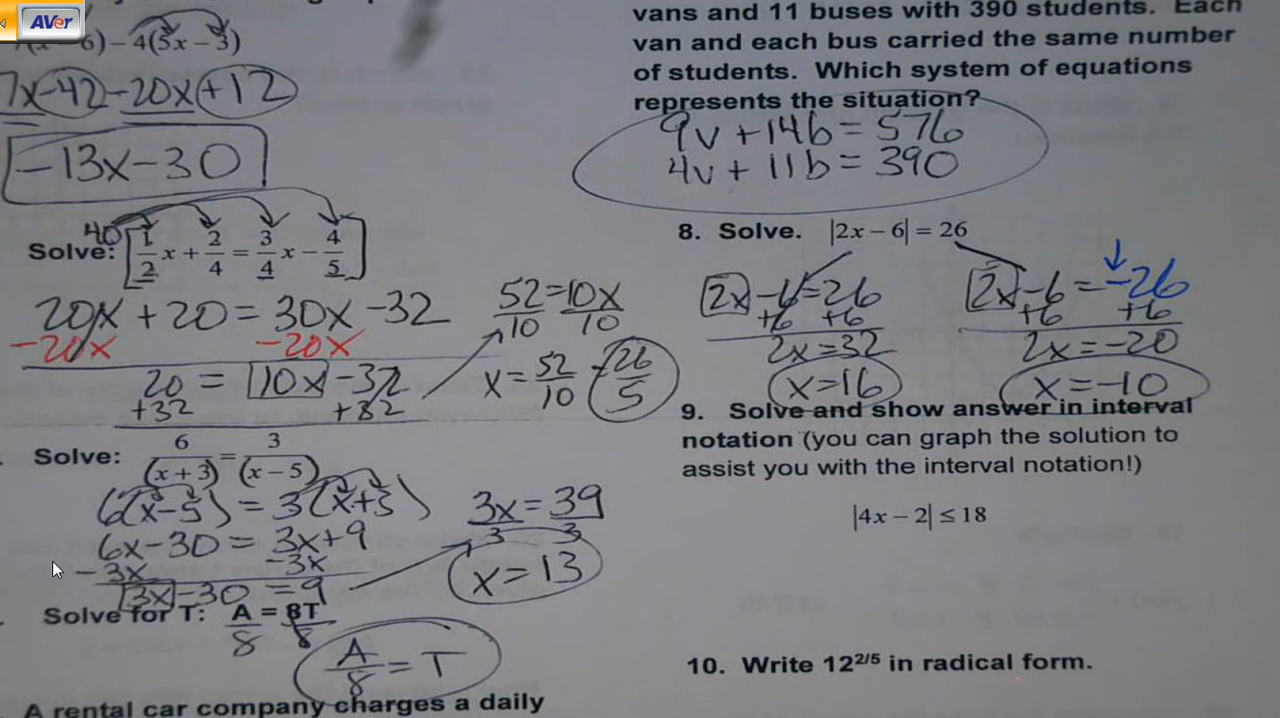 AVer
6) – 4(5x – 3)
7x -42 -20x +12
-13x - 30
40
Solve: [1/2 x + 2/4 = 3/4 x – 4/5]
20x + 20 = 30x - 32
-20x -20x
20 = 10x - 32
+32 +32
52 = 10x
10 10
x = 52/10 = 26/5
Solve: 6/(x + 3) = 3/(x – 5)
6(x-5) = 3(x+3)
6x - 30 = 3x + 9
-3x -3x
3x - 30 = 9
3x = 39
3 3
x = 13
Solve for T: A = 8T
8 8
A/8 = T
A rental car company charges a daily
vans and 11 buses with 390 students. Each
van and each bus carried the same number
of students. Which system of equations
represents the situation?
9v + 14b = 576
4v + 11b = 390
8. Solve. |2x – 6| = 26
2x - 6 = 26
+6 +6
2x = 32
x = 16
2x - 6 = -26
+6 +6
2x = -20
x = -10
9. Solve and show answer in interval
notation (you can graph the solution to
assist you with the interval notation!)
|4x – 2| ≤ 18
10. Write 12^2/5 in radical form.